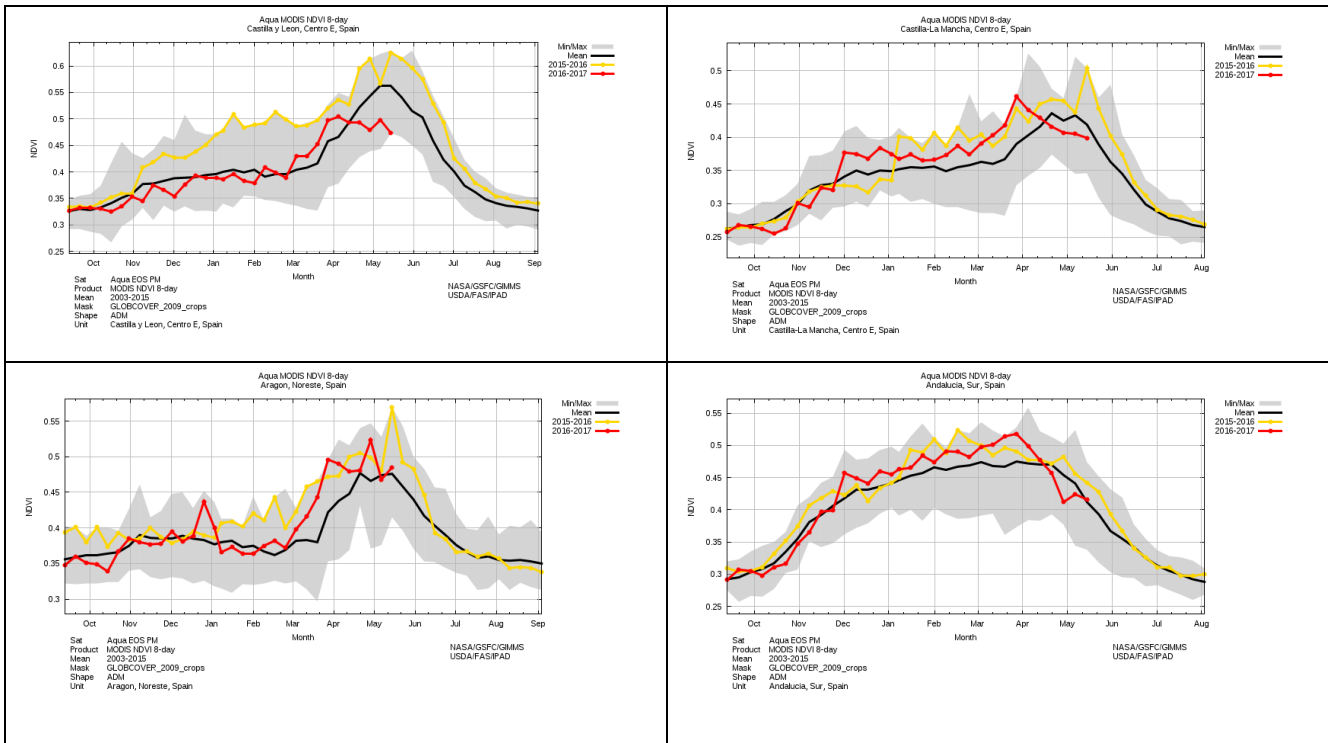 Aqua MODIS NDVI 8-day
Castilla y Leon, Centro E, Spain
Min/Max
Mean
2015-2016
2016-2017
0.6
0.55
0.5
0.45
0.4
0.35
0.3
0.25
NDVI
Oct Nov Dec Jan Feb Mar Apr May Jun Jul Aug Sep
Month
Sat Aqua EOS PM
Product MODIS NDVI 8-day
Mean 2003-2015
Mask GLOBCOVER_2009_crops
Shape ADM
Unit Castilla y Leon, Centro E, Spain
NASA/GSFC/GIMMS
USDA/FAS/IPAD
Aqua MODIS NDVI 8-day
Castilla-La Mancha, Centro E, Spain
Min/Max
Mean
2015-2016
2016-2017
0.5
0.45
0.4
0.35
0.3
0.25
NDVI
Oct Nov Dec Jan Feb Mar Apr May Jun Jul Aug
Month
Sat Aqua EOS PM
Product MODIS NDVI 8-day
Mean 2003-2015
Mask GLOBCOVER_2009_crops
Shape ADM
Unit Castilla-La Mancha, Centro E, Spain
NASA/GSFC/GIMMS
USDA/FAS/IPAD
Aqua MODIS NDVI 8-day
Aragon, Noreste, Spain
Min/Max
Mean
2015-2016
2016-2017
0.55
0.5
0.45
0.4
0.35
0.3
NDVI
Oct Nov Dec Jan Feb Mar Apr May Jun Jul Aug Sep
Month
Sat Aqua EOS PM
Product MODIS NDVI 8-day
Mean 2003-2015
Mask GLOBCOVER_2009_crops
Shape ADM
Unit Aragon, Noreste, Spain
NASA/GSFC/GIMMS
USDA/FAS/IPAD
Aqua MODIS NDVI 8-day
Andalucia, Sur, Spain
Min/Max
Mean
2015-2016
2016-2017
0.55
0.5
0.45
0.4
0.35
0.3
0.25
NDVI
Oct Nov Dec Jan Feb Mar Apr May Jun Jul Aug
Month
Sat Aqua EOS PM
Product MODIS NDVI 8-day
Mean 2003-2015
Mask GLOBCOVER_2009_crops
Shape ADM
Unit Andalucia, Sur, Spain
NASA/GSFC/GIMMS
USDA/FAS/IPAD